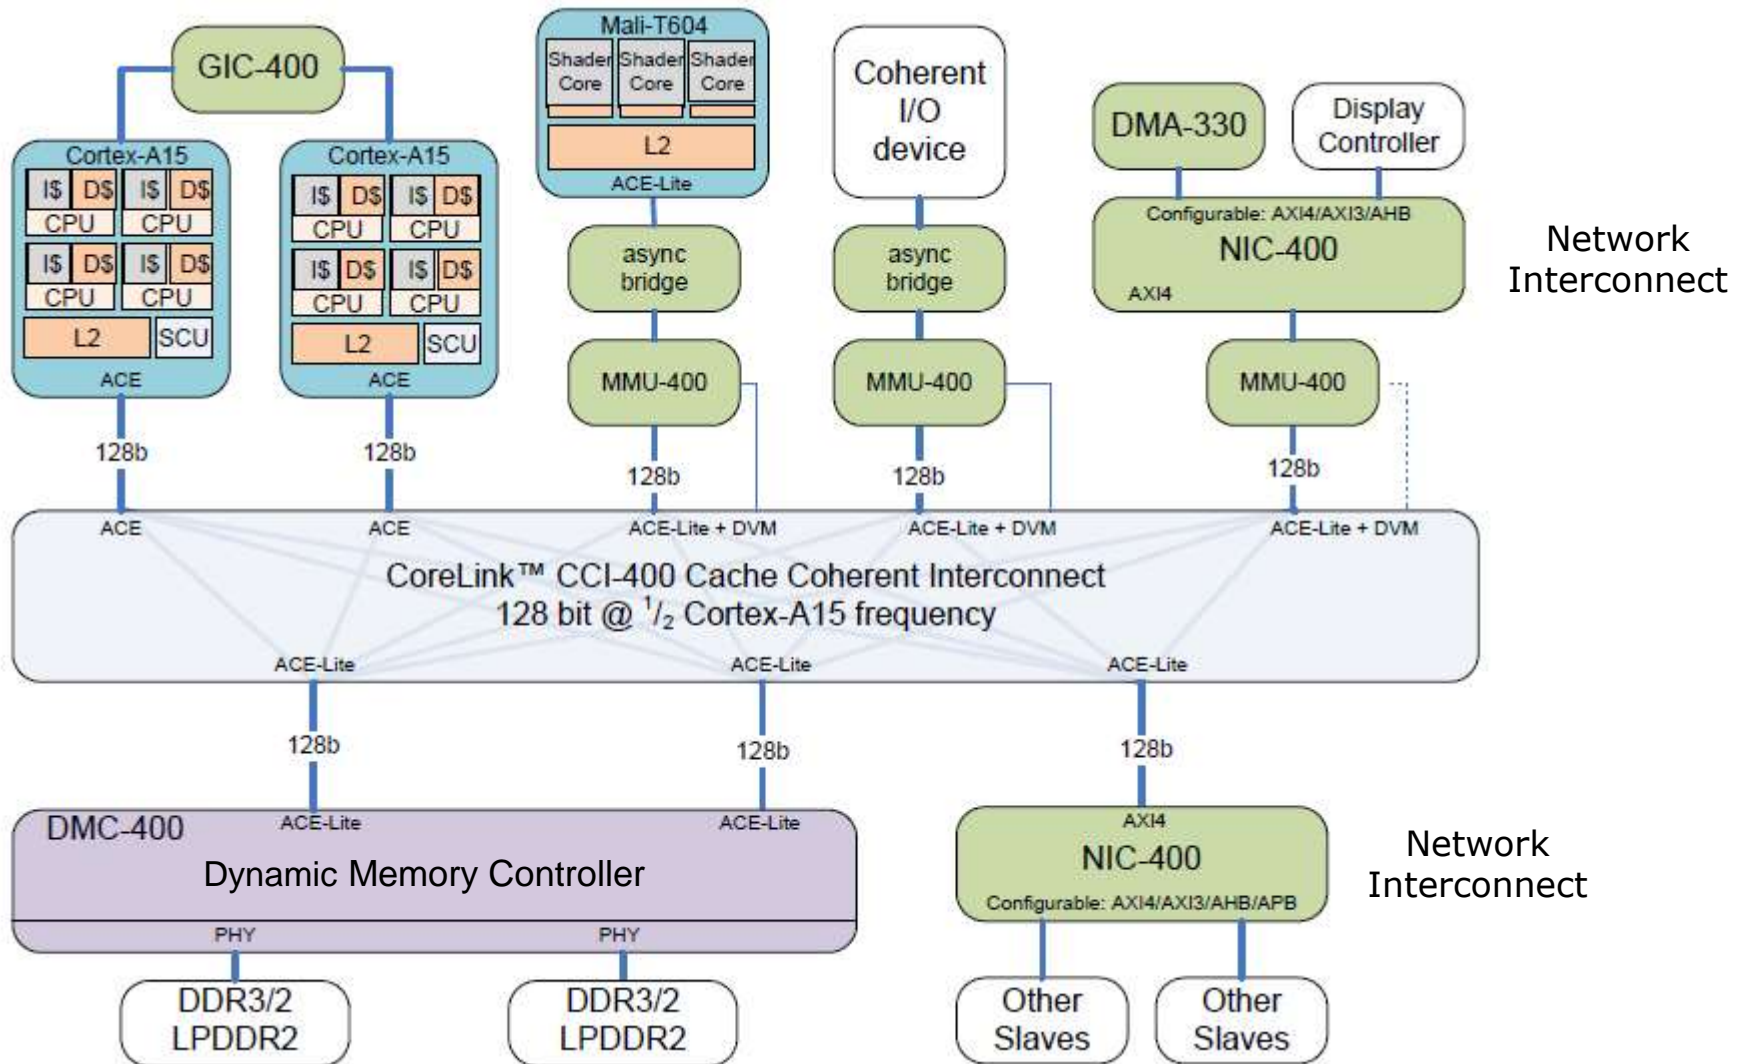 GIC-400
Mali-T604
Shader Core
Shader Core
Shader Core
L2
ACE-Lite
Coherent
I/O
device
DMA-330
Display
Controller
Cortex-A15
I$ D$ I$ D$
CPU CPU
I$ D$ I$ D$
CPU CPU
L2 SCU
ACE
Cortex-A15
I$ D$ I$ D$
CPU CPU
I$ D$ I$ D$
CPU CPU
L2 SCU
ACE
async
bridge
async
bridge
Configurable: AXI4/AXI3/AHB
NIC-400
AXI4
Network
Interconnect
MMU-400
MMU-400
MMU-400
128b
128b
128b
128b
128b
ACE
ACE
ACE-Lite + DVM
ACE-Lite + DVM
ACE-Lite + DVM
CoreLink™ CCI-400 Cache Coherent Interconnect
128 bit @ 1/2 Cortex-A15 frequency
ACE-Lite
ACE-Lite
ACE-Lite
128b
128b
128b
DMC-400
ACE-Lite
ACE-Lite
Dynamic Memory Controller
PHY
PHY
AXI4
NIC-400
Configurable: AXI4/AXI3/AHB/APB
Network
Interconnect
DDR3/2
LPDDR2
DDR3/2
LPDDR2
Other
Slaves
Other
Slaves